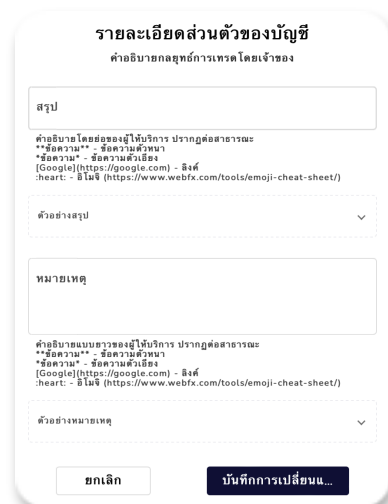 รายละเอียดส่วนตัวของบัญชี
คำอธิบายกลยุทธ์การเทรดโดยเจ้าของ
สรุป
คำอธิบายโดยย่อของผู้ให้บริการ ปรากฏต่อสาธารณะ
**ข้อความ** - ข้อความตัวหนา
*ข้อความ* - ข้อความตัวเอียง
[Google](https://google.com) - ลิงค์
:heart: - อิโมจิ (https://www.webfx.com/tools/emoji-cheat-sheet/)
ตัวอย่างสรุป
หมายเหตุ
คำอธิบายแบบยาวของผู้ให้บริการ ปรากฏต่อสาธารณะ
**ข้อความ** - ข้อความตัวหนา
*ข้อความ* - ข้อความตัวเอียง
[Google](https://google.com) - ลิงค์
:heart: - อิโมจิ (https://www.webfx.com/tools/emoji-cheat-sheet/)
ตัวอย่างหมายเหตุ
ยกเลิก
บันทึกการเปลี่ยนแ...